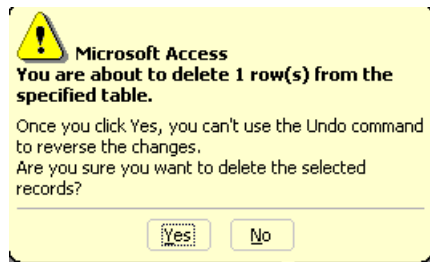 Microsoft Access
You are about to delete 1 row(s) from the
specified table.
Once you click Yes, you can't use the Undo command
to reverse the changes.
Are you sure you want to delete the selected
records?
Yes No